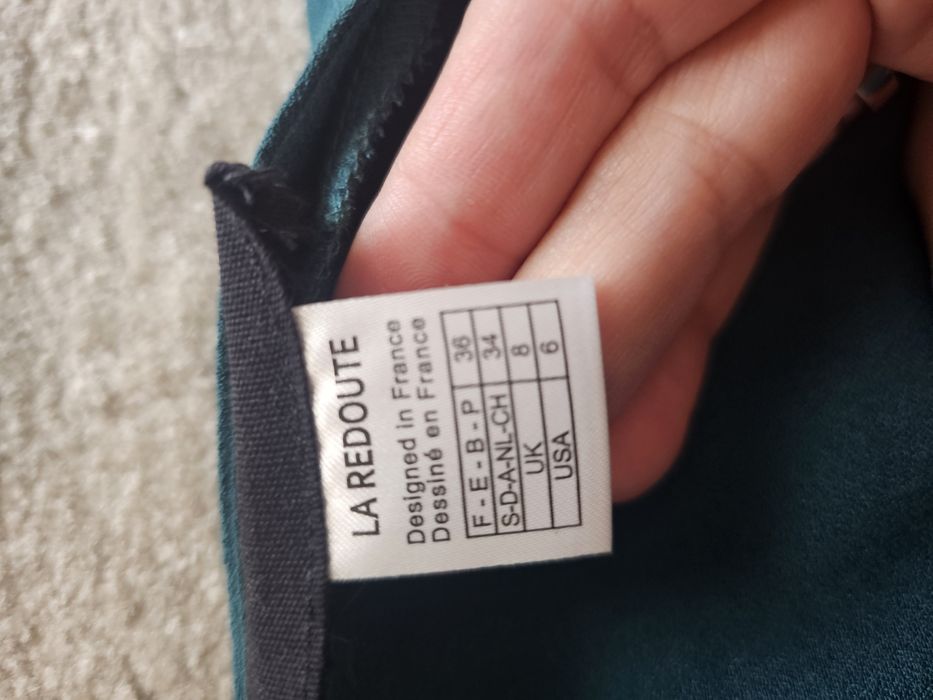 LA REDOUTE
Designed in France
Dessiné en France
F - E - B - P 36
S-D-A-NL-CH 34
UK 8
USA 6